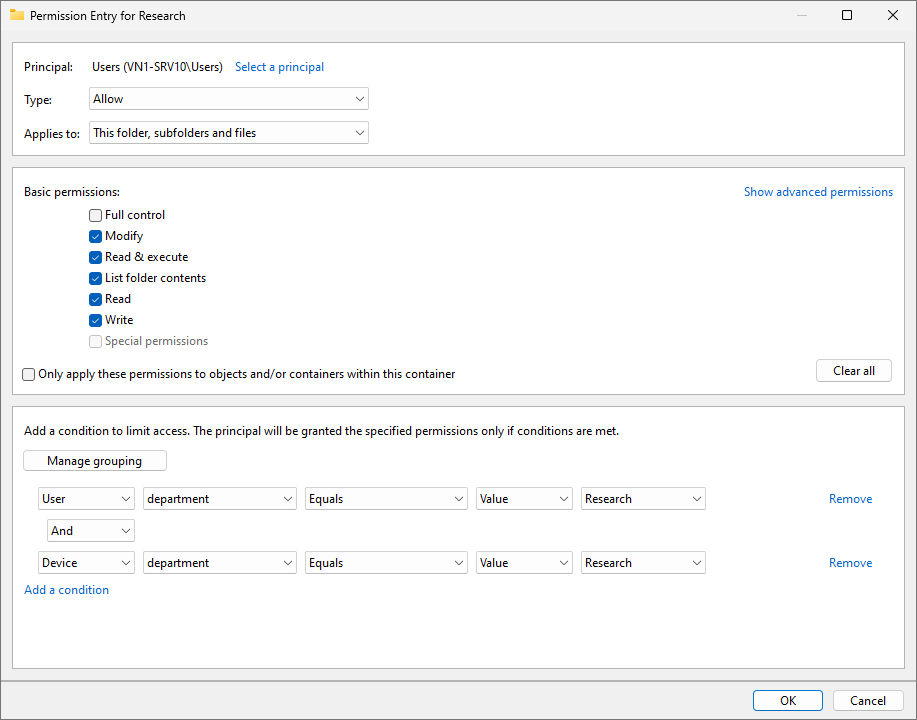 Permission Entry for Research
Principal: Users (VN1-SRV10\Users) Select a principal
Type: Allow
Applies to: This folder, subfolders and files
Basic permissions: Show advanced permissions
Full control
Modify
Read & execute
List folder contents
Read
Write
Special permissions
Only apply these permissions to objects and/or containers within this container
Clear all
Add a condition to limit access. The principal will be granted the specified permissions only if conditions are met.
Manage grouping
User department Equals Value Research Remove
And
Device department Equals Value Research Remove
Add a condition
OK Cancel